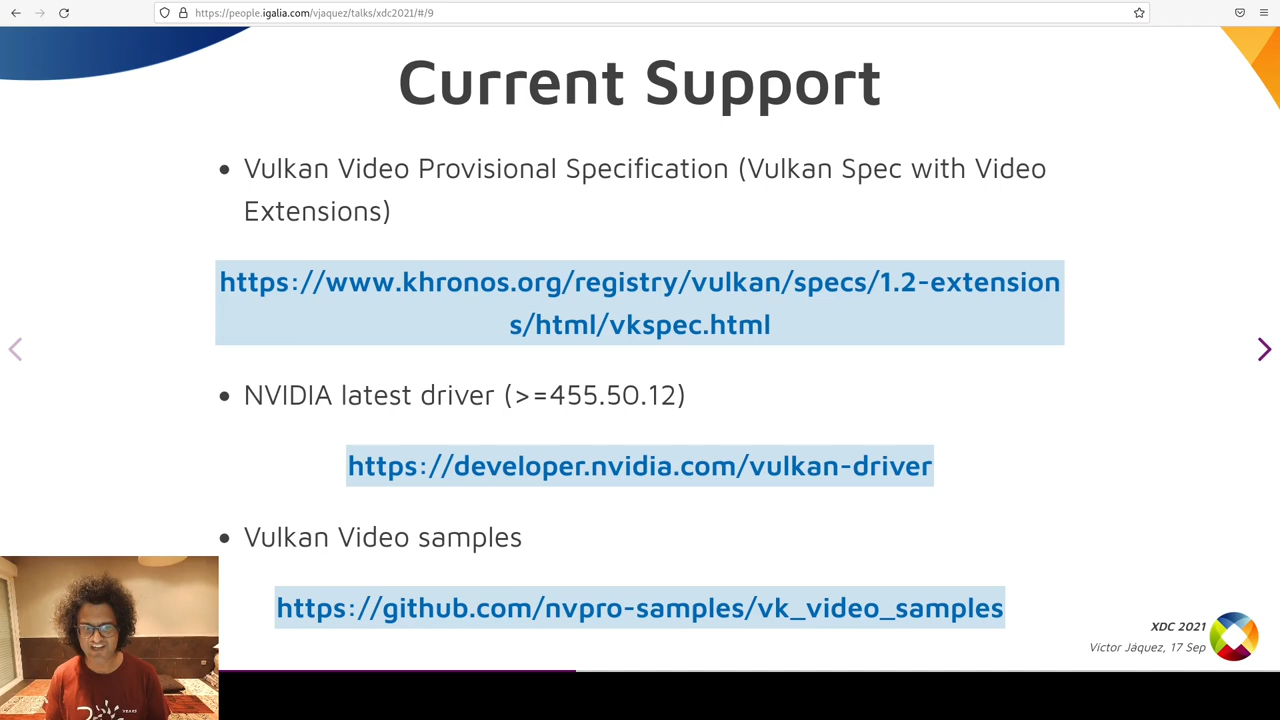 https://people.igalia.com/vjaquez/talks/xdc2021/#/9
Current Support
• Vulkan Video Provisional Specification (Vulkan Spec with Video
Extensions)
https://www.khronos.org/registry/vulkan/specs/1.2-extension
s/html/vkspec.html
• NVIDIA latest driver (>=455.50.12)
https://developer.nvidia.com/vulkan-driver
• Vulkan Video samples
https://github.com/nvpro-samples/vk_video_samples
XDC 2021
Víctor Jáquez, 17 Sep
YEARS